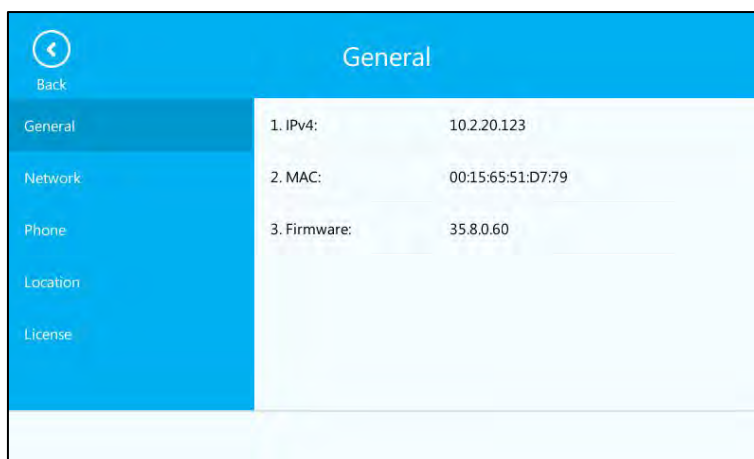 General
Back
General
1. IPv4: 10.2.20.123
Network
2. MAC: 00:15:65:51:D7:79
Phone
3. Firmware: 35.8.0.60
Location
License